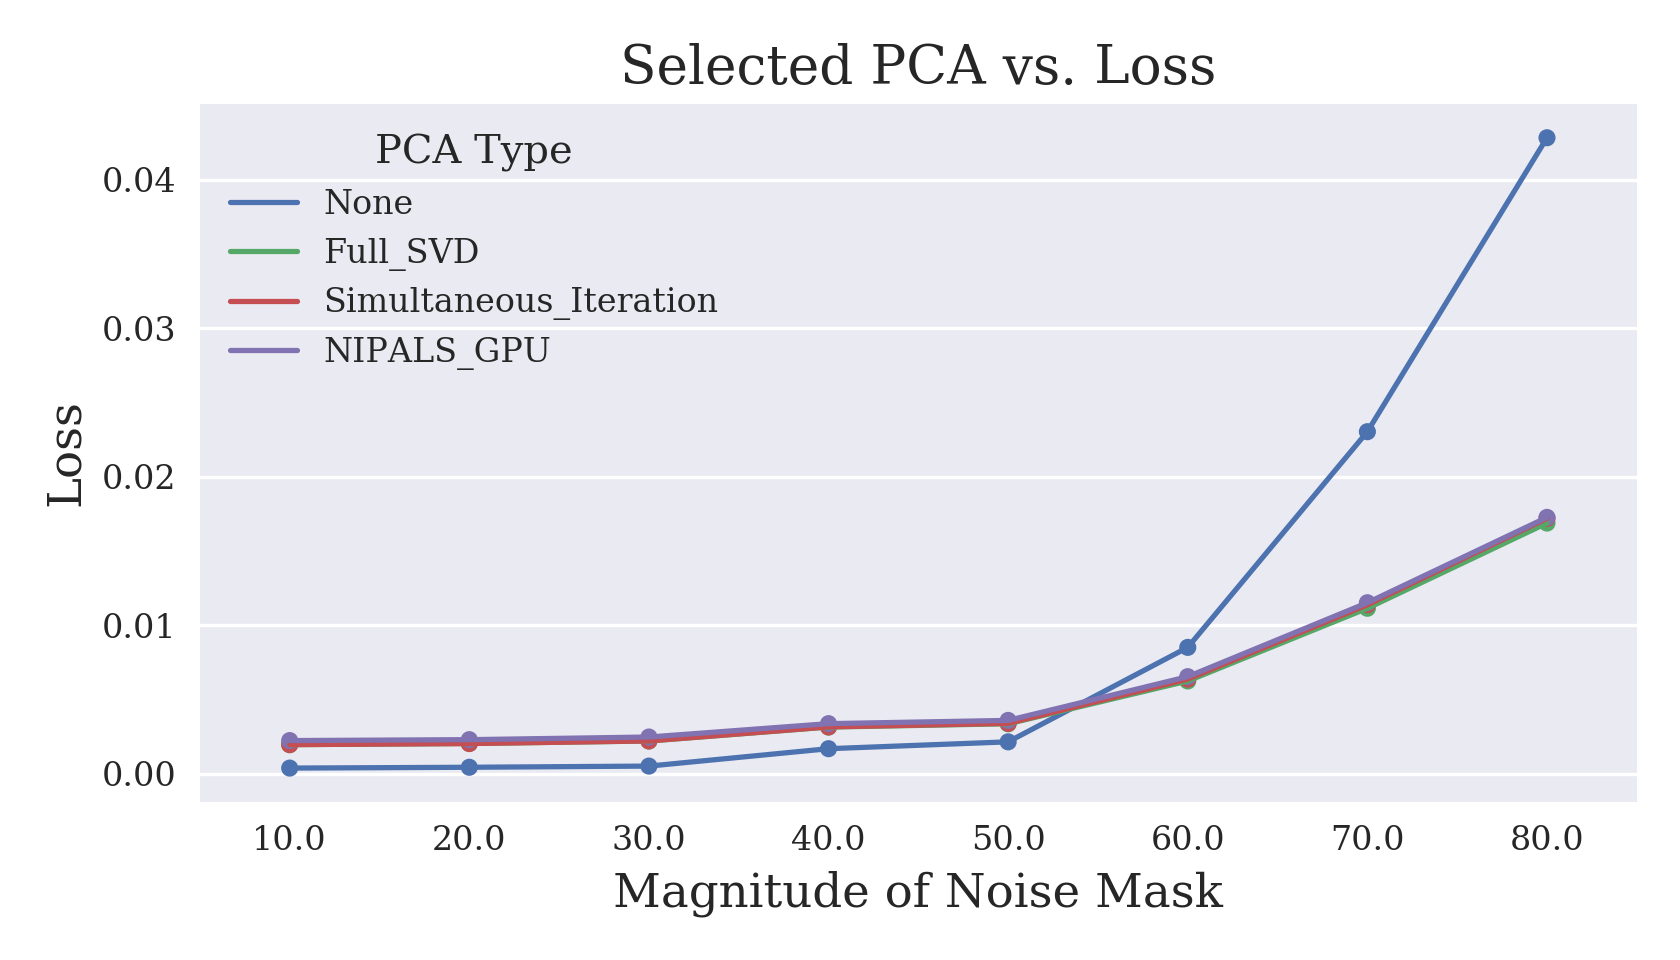 Selected PCA vs. Loss
PCA Type
None
Full_SVD
Simultaneous_Iteration
NIPALS_GPU
Loss
0.04
0.03
0.02
0.01
0.00
10.0 20.0 30.0 40.0 50.0 60.0 70.0 80.0
Magnitude of Noise Mask